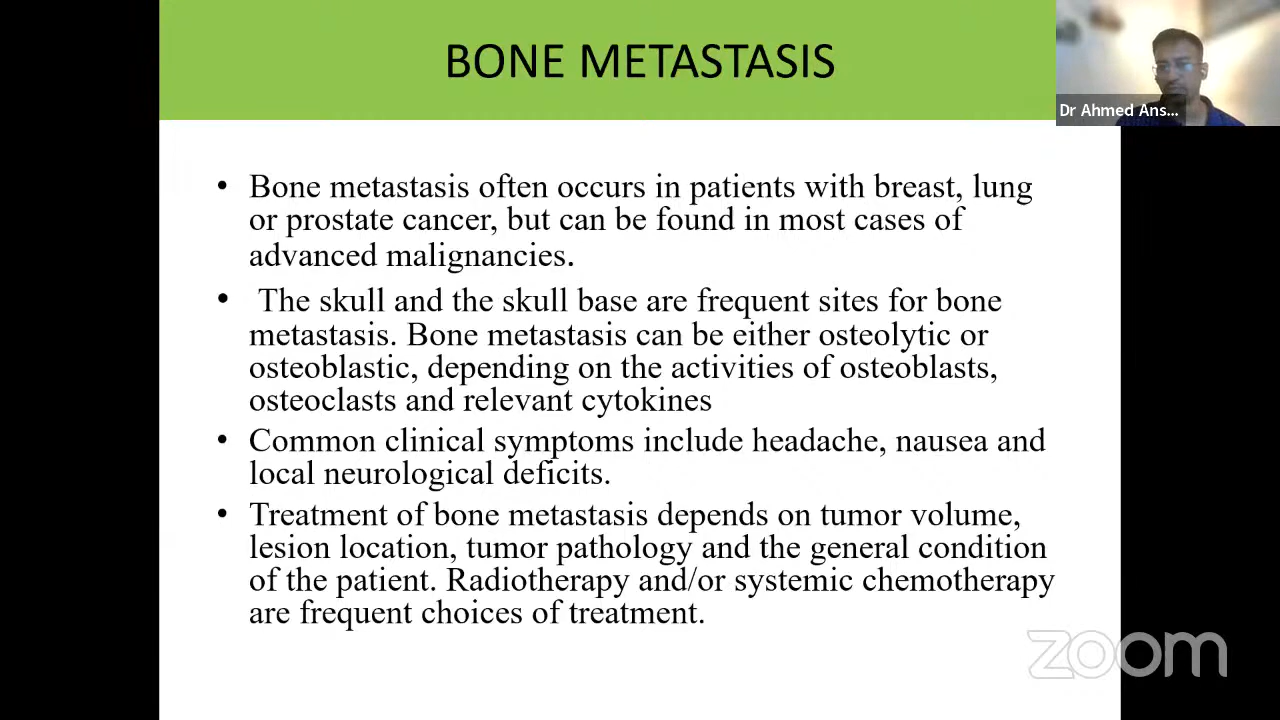 BONE METASTASIS
Dr Ahmed Ans...
• Bone metastasis often occurs in patients with breast, lung
or prostate cancer, but can be found in most cases of
advanced malignancies.
• The skull and the skull base are frequent sites for bone
metastasis. Bone metastasis can be either osteolytic or
osteoblastic, depending on the activities of osteoblasts,
osteoclasts and relevant cytokines
• Common clinical symptoms include headache, nausea and
local neurological deficits.
• Treatment of bone metastasis depends on tumor volume,
lesion location, tumor pathology and the general condition
of the patient. Radiotherapy and/or systemic chemotherapy
are frequent choices of treatment.
zoom